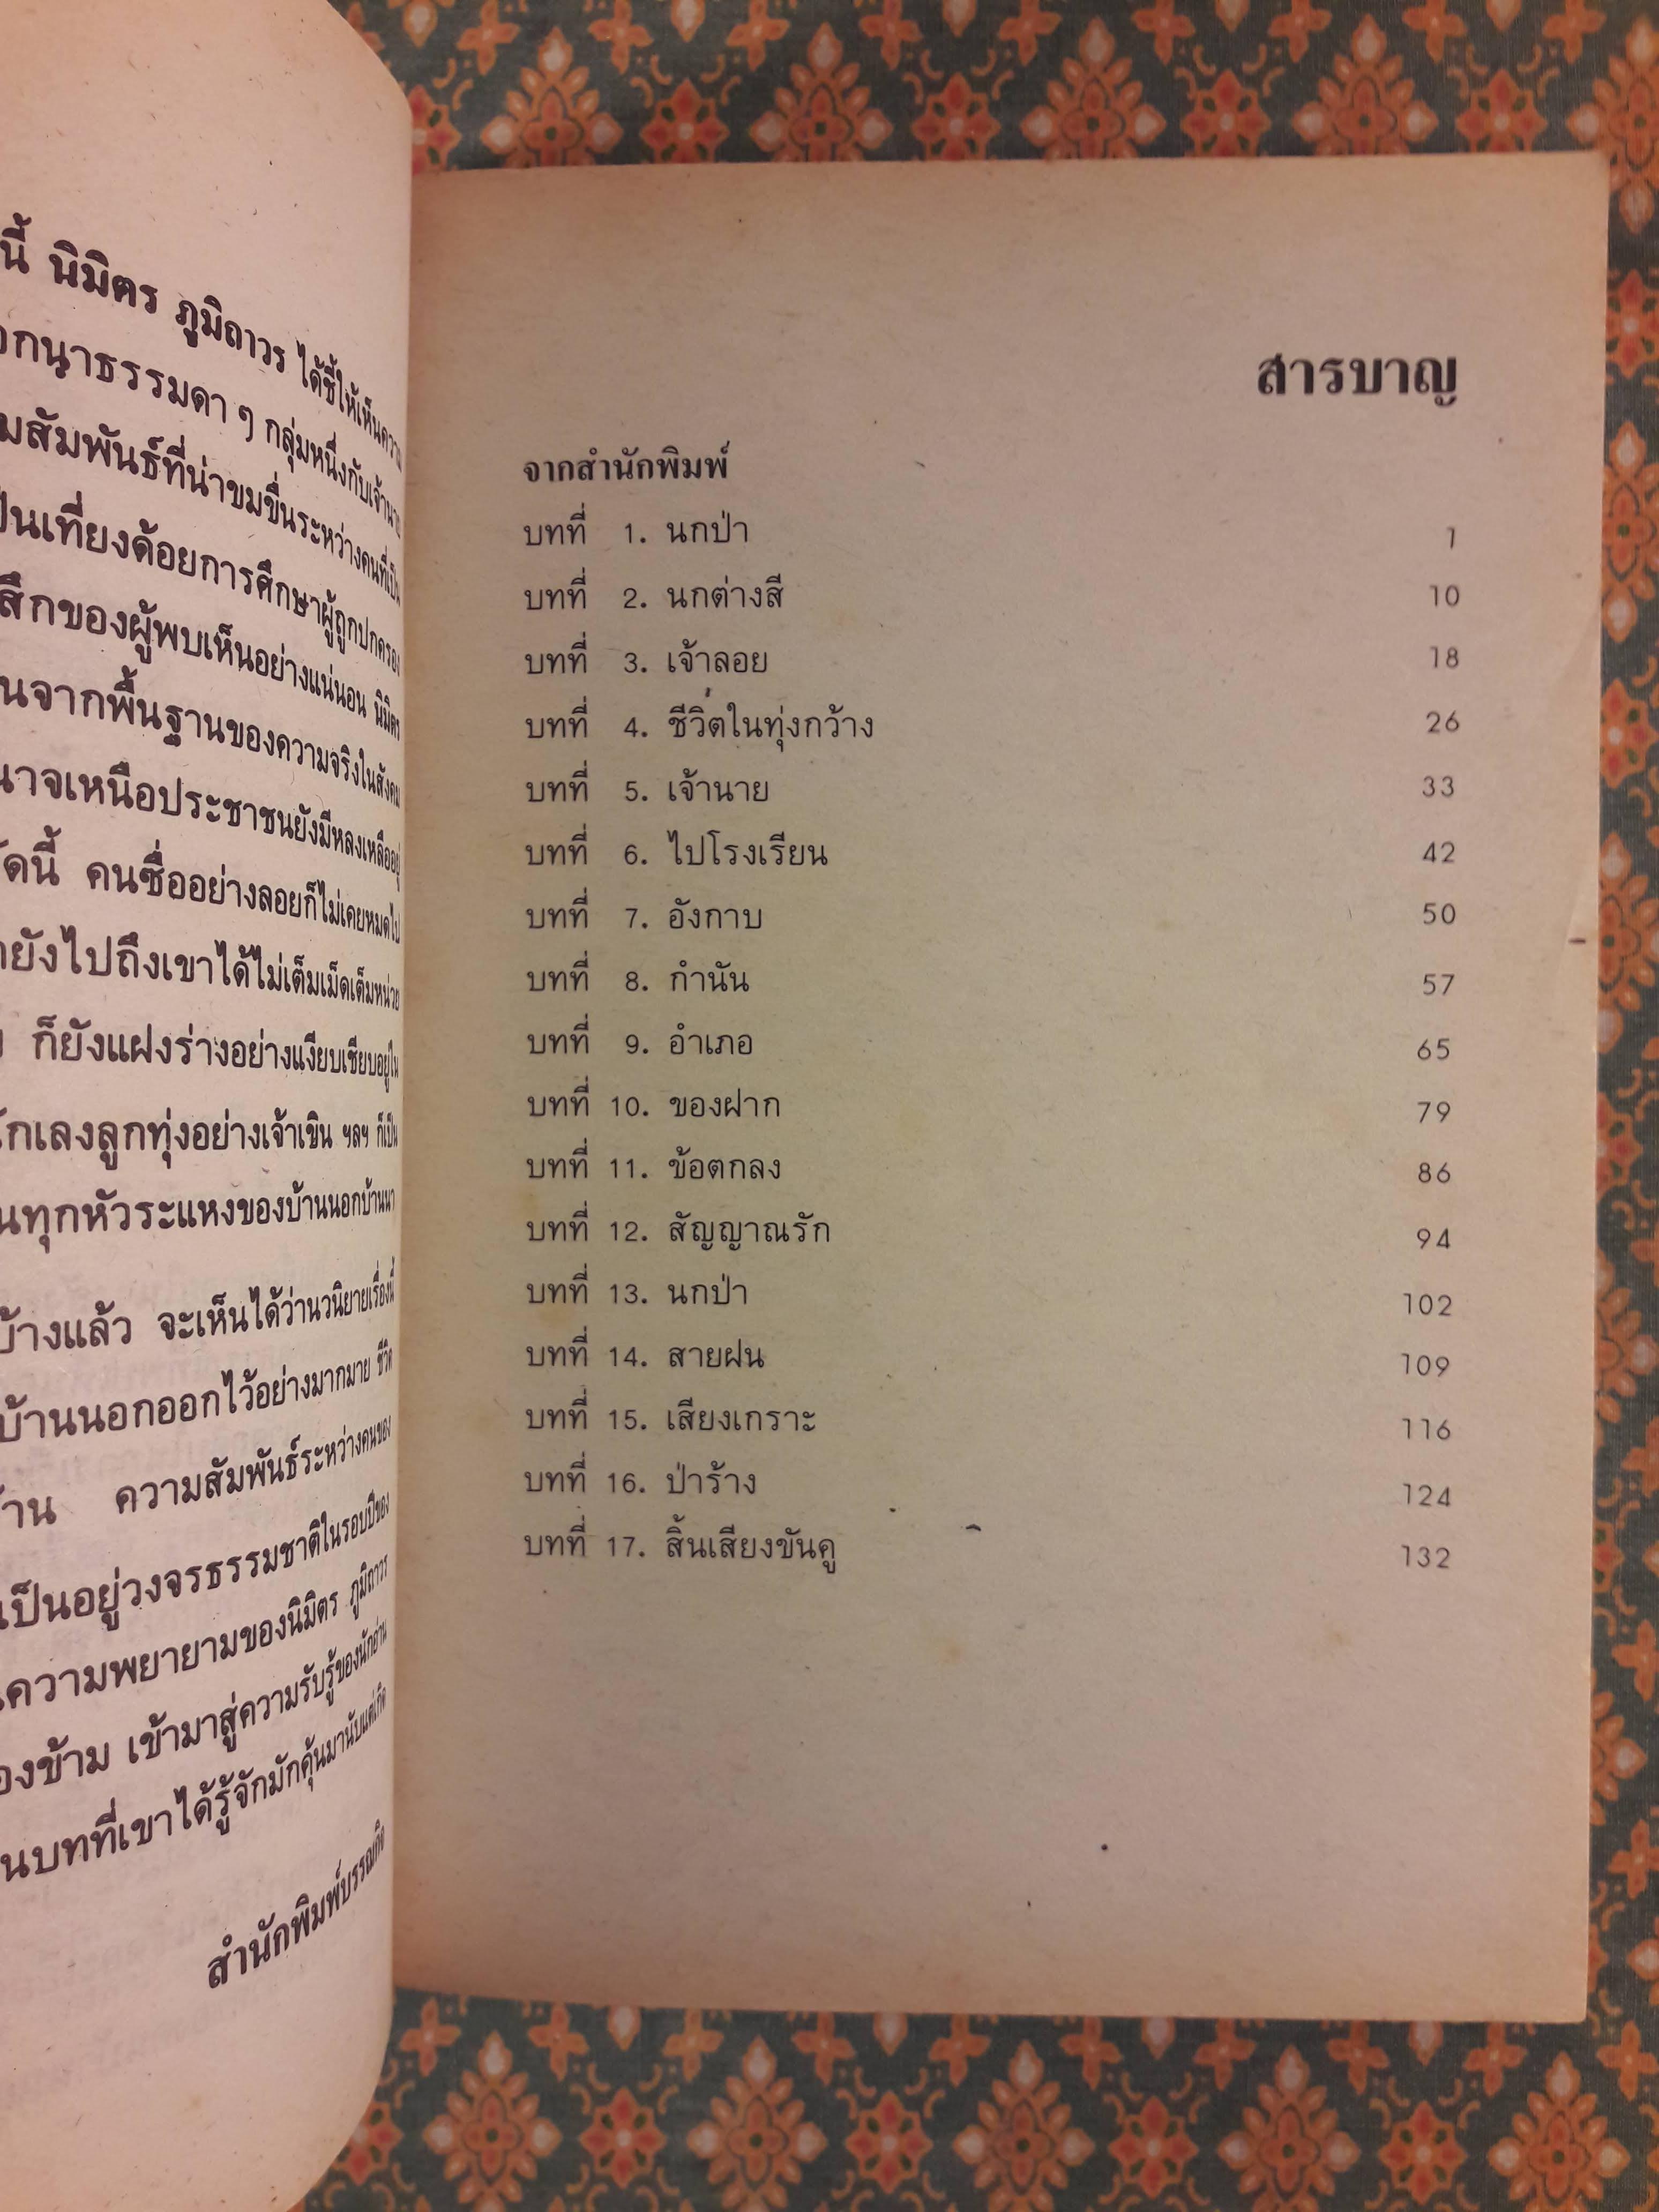 นี้ นิมิตร ภูมิถาวร ได้ชี้ให้เห็นความ
กนาธรรมดา ๆ กลุ่มหนึ่งกับเจ้านาย
มสัมพันธ์ที่น่าขมขื่นระหว่างคนที่เป็น
ป็นเที่ยงด้อยการศึกษาผู้ถูกปกครอง
สึกของผู้พบเห็นอย่างแน่นอน นิมิตร
นจากพื้นฐานของความจริงในสังคม
นาจเหนือประชาชนยังมีหลงเหลืออยู่
ัดนี้ คนซื่ออย่างลอยก็ไม่เคยหมดไป
ยังไปถึงเขาได้ไม่เต็มเม็ดเต็มหน่วย
ก็ยังแฝงร่างอย่างเงียบเชียบอยู่ใน
ักเลงลูกทุ่งอย่างเจ้าเขิน ฯลฯ ก็เป็น
นทุกหัวระแหงของบ้านนอกบ้านนา
บ้างแล้ว จะเห็นได้ว่านวนิยายเรื่องนี้
บ้านนอกออกไว้อย่างมากมาย ชีวิต
้าน ความสัมพันธ์ระหว่างคนของ
เป็นอยู่วงจรธรรมชาติในรอบปีของ
ความพยายามของนิมิตร ภูมิถาวร
องข้าม เข้ามาสู่ความรับรู้ของนักอ่าน
นบทที่เขาได้รู้จักมักคุ้นมานับแต่เกิด
สำนักพิมพ์บรรณกิจ
สารบาญ
จากสำนักพิมพ์
บทที่ 1. นกป่า 1
บทที่ 2. นกต่างสี 10
บทที่ 3. เจ้าลอย 18
บทที่ 4. ชีวิตในทุ่งกว้าง 26
บทที่ 5. เจ้านาย 33
บทที่ 6. ไปโรงเรียน 42
บทที่ 7. อังกาบ 50
บทที่ 8. กำนัน 57
บทที่ 9. อำเภอ 65
บทที่ 10. ของฝาก 79
บทที่ 11. ข้อตกลง 86
บทที่ 12. สัญญาณรัก 94
บทที่ 13. นกป่า 102
บทที่ 14. สายฝน 109
บทที่ 15. เสียงเกราะ 116
บทที่ 16. ป่าร้าง 124
บทที่ 17. สิ้นเสียงขันคู 132